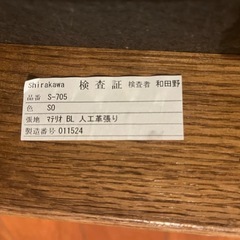 Shirakawa 検査証 検査者 和田野
品番 S-705
色 SO
張地 マテリオ BL 人工革張り
製造番号 011524